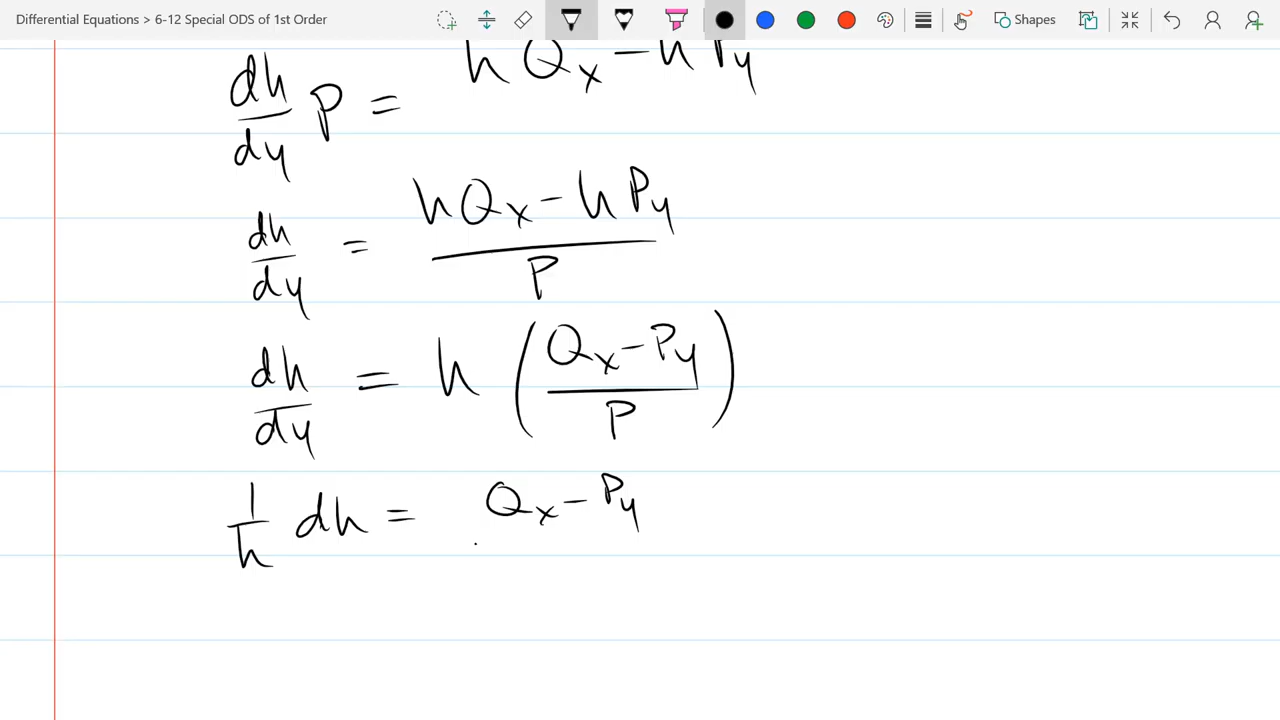 Differential Equations > 6-12 Special ODS of 1st Order Shapes
dh/dy P = hQx - hPy
dh/dy = (hQx - hPy)/P
dh/dy = h ((Qx - Py)/P)
1/h dh = Qx - Py